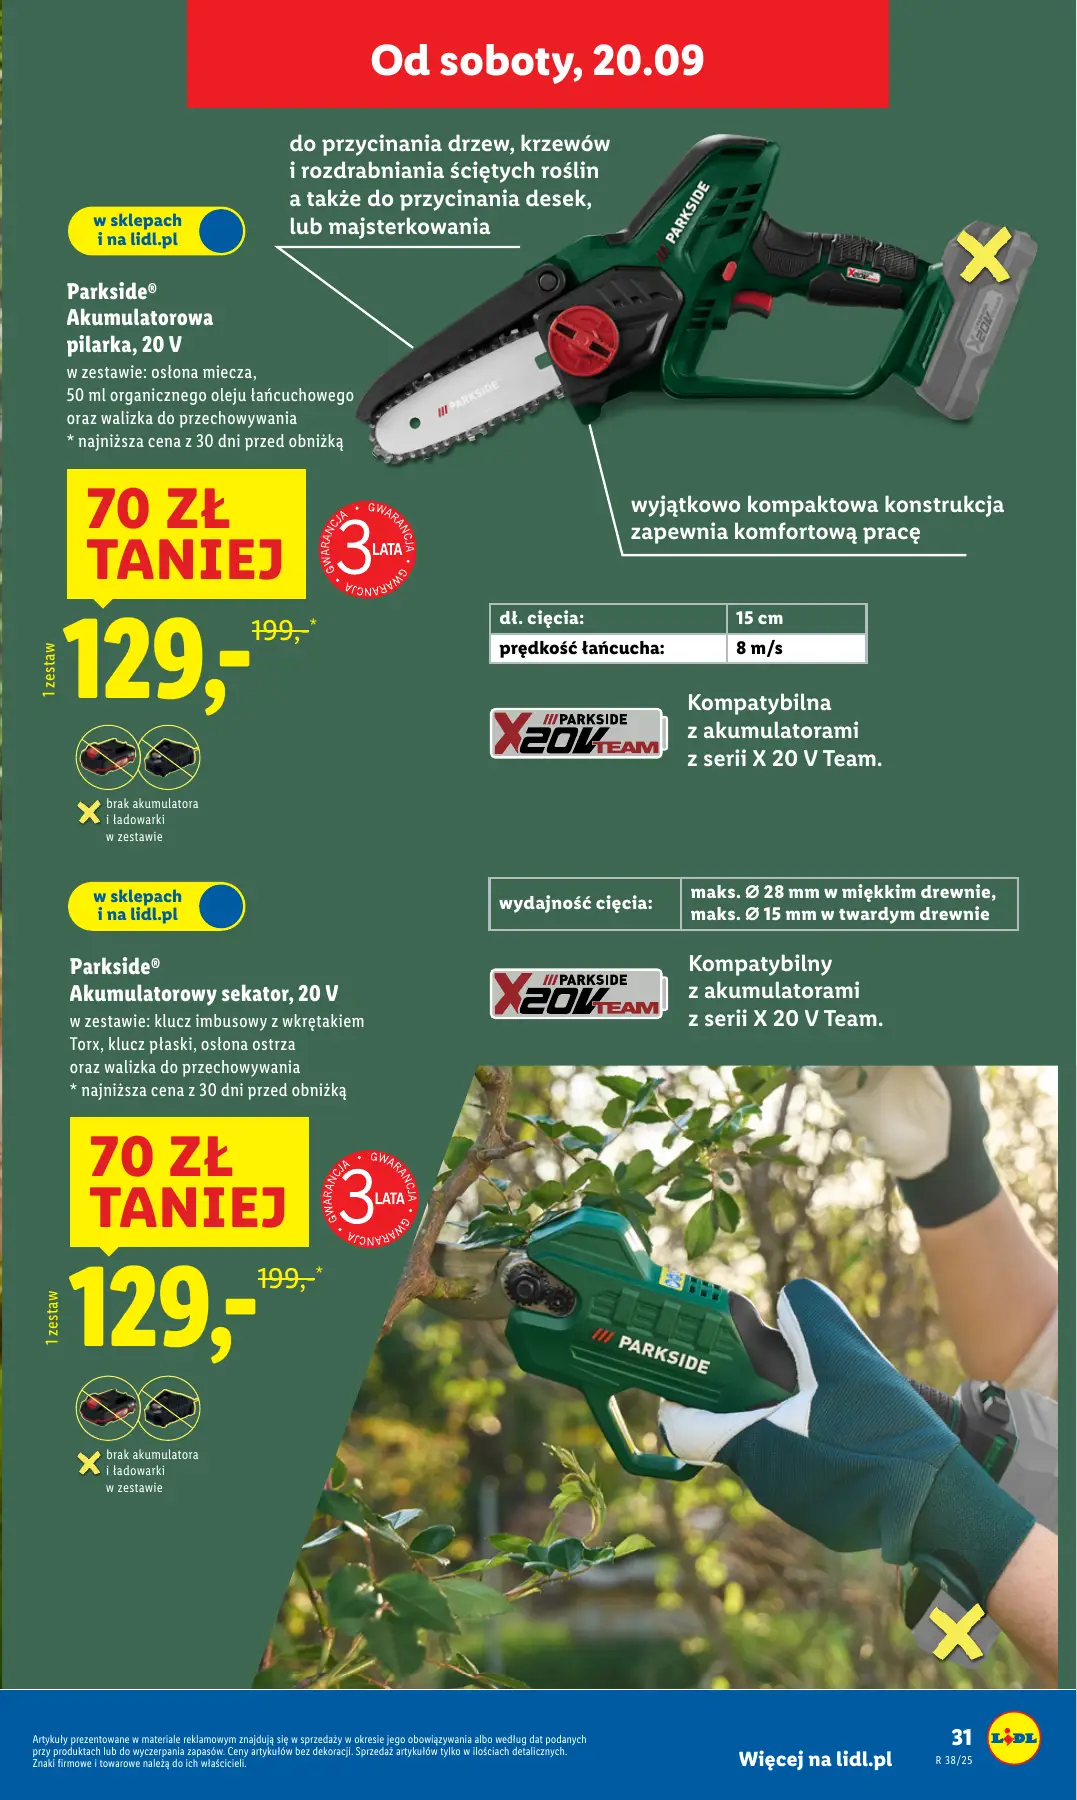 Od soboty, 20.09
do przycinania drzew, krzewów
i rozdrabniania ściętych roślin
a także do przycinania desek,
lub majsterkowania
w sklepach
i na lidl.pl
PARKSIDE
PARKSIDE
Parkside®
Akumulatorowa
pilarka, 20 V
w zestawie: osłona miecza,
50 ml organicznego oleju łańcuchowego
oraz walizka do przechowywania
* najniższa cena z 30 dni przed obniżką
wyjątkowo kompaktowa konstrukcja
zapewnia komfortową pracę
70 ZŁ
TANIEJ
GWARANCJA • GWARANCJA • GWARANCJA •
3 LATA
199,-*
1 zestaw
129,-
dł. cięcia: 15 cm
prędkość łańcucha: 8 m/s
PARKSIDE
X20V TEAM
Kompatybilna
z akumulatorami
z serii X 20 V Team.
brak akumulatora
i ładowarki
w zestawie
w sklepach
i na lidl.pl
wydajność cięcia: maks. Ø 28 mm w miękkim drewnie,
maks. Ø 15 mm w twardym drewnie
Parkside®
Akumulatorowy sekator, 20 V
w zestawie: klucz imbusowy z wkrętakiem
Torx, klucz płaski, osłona ostrza
oraz walizka do przechowywania
* najniższa cena z 30 dni przed obniżką
PARKSIDE
X20V TEAM
Kompatybilny
z akumulatorami
z serii X 20 V Team.
70 ZŁ
TANIEJ
GWARANCJA • GWARANCJA • GWARANCJA •
3 LATA
199,-*
1 zestaw
129,-
PARKSIDE
brak akumulatora
i ładowarki
w zestawie
Artykuły prezentowane w materiale reklamowym znajdują się w sprzedaży w okresie jego obowiązywania albo według dat podanych
przy produktach lub do wyczerpania zapasów. Ceny artykułów bez dekoracji. Sprzedaż artykułów tylko w ilościach detalicznych.
Znaki firmowe i towarowe należą do ich właścicieli.
Więcej na lidl.pl
31
R 38/25
LIDL